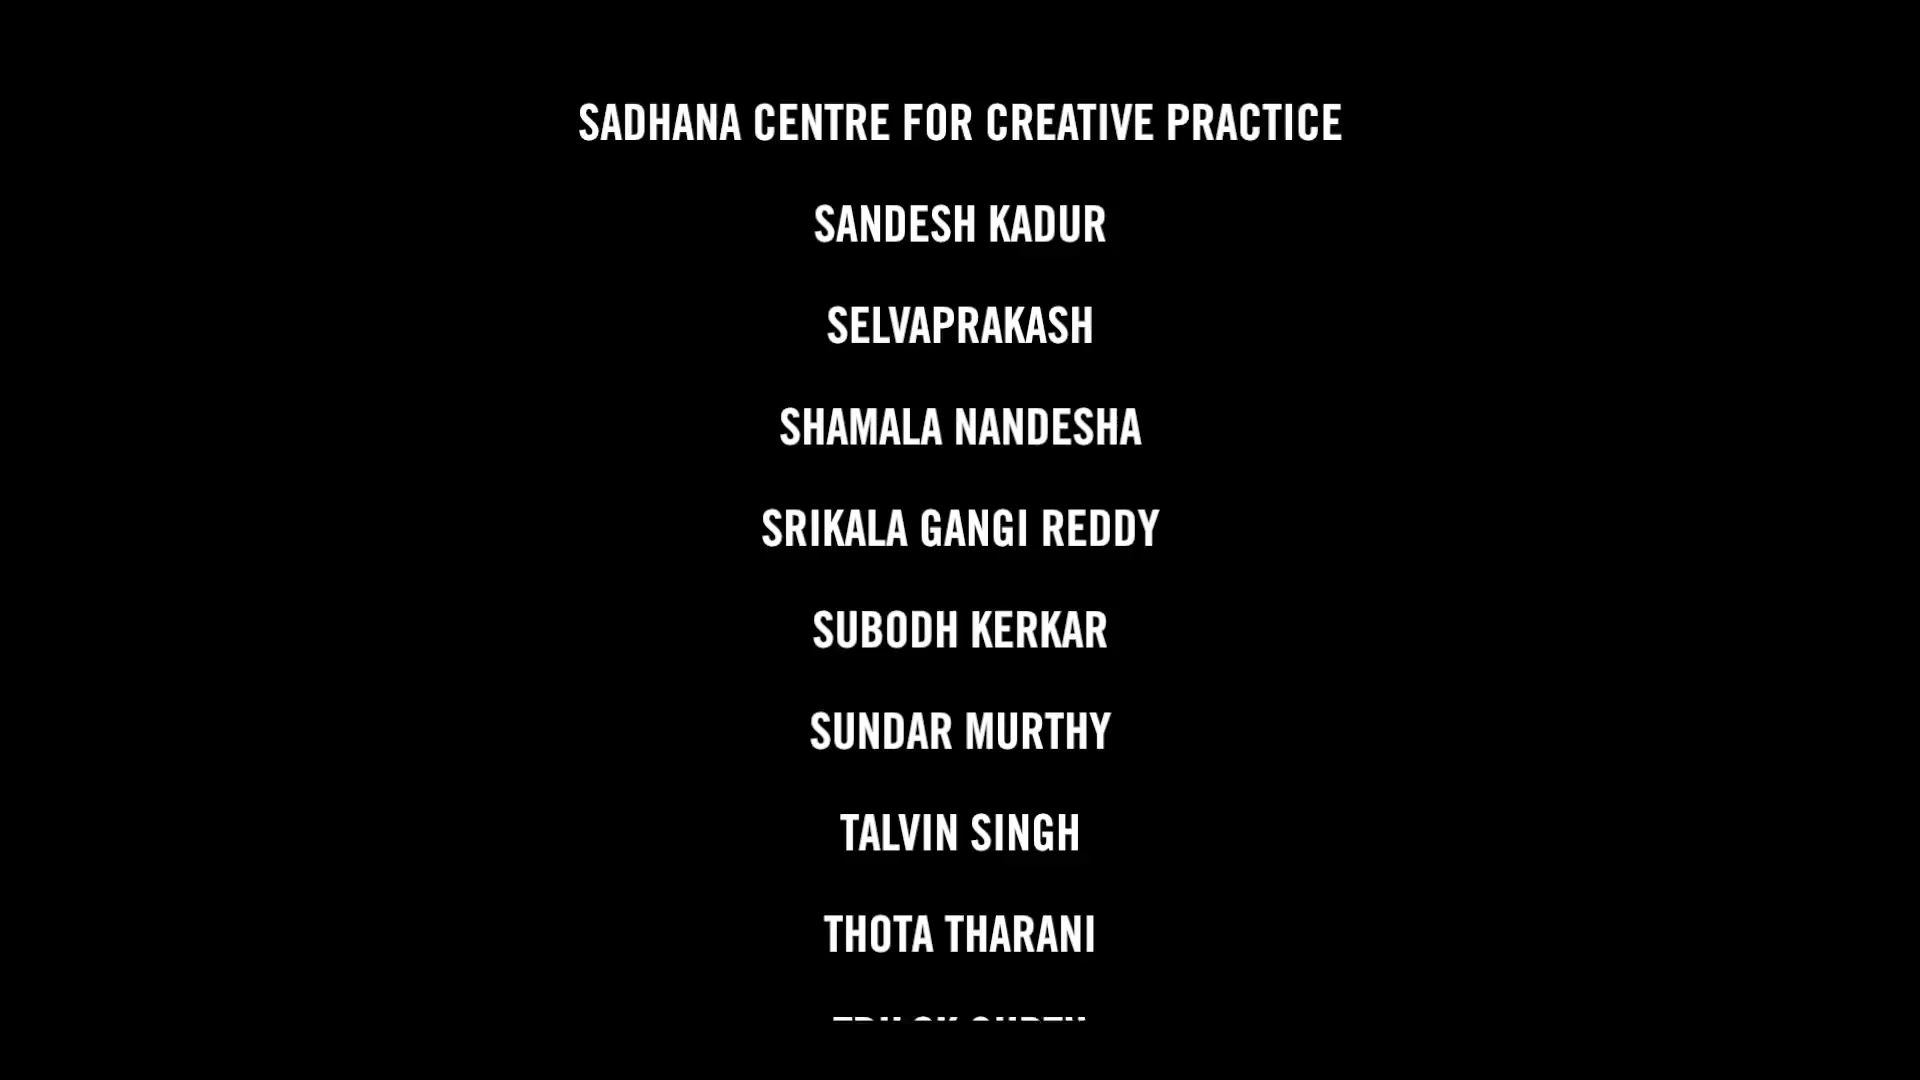 SADHANA CENTRE FOR CREATIVE PRACTICE
SANDESH KADUR
SELVAPRAKASH
SHAMALA NANDESHA
SRIKALA GANGI REDDY
SUBODH KERKAR
SUNDAR MURTHY
TALVIN SINGH
THOTA THARANI